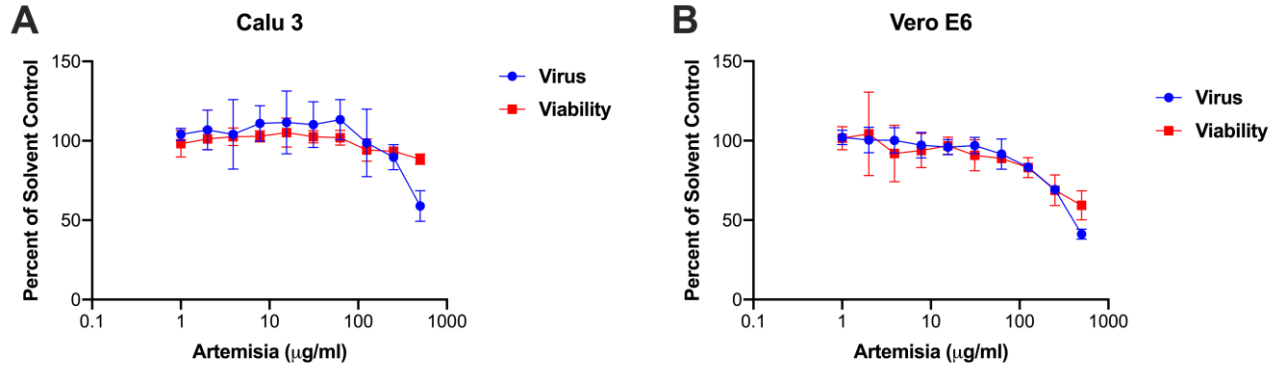 A
Calu 3
Percent of Solvent Control
150
100
50
0
0.1
1
10
100
1000
Artemisia (μg/ml)
Virus
Viability
B
Vero E6
Percent of Solvent Control
150
100
50
0
0.1
1
10
100
1000
Artemisia (μg/ml)
Virus
Viability